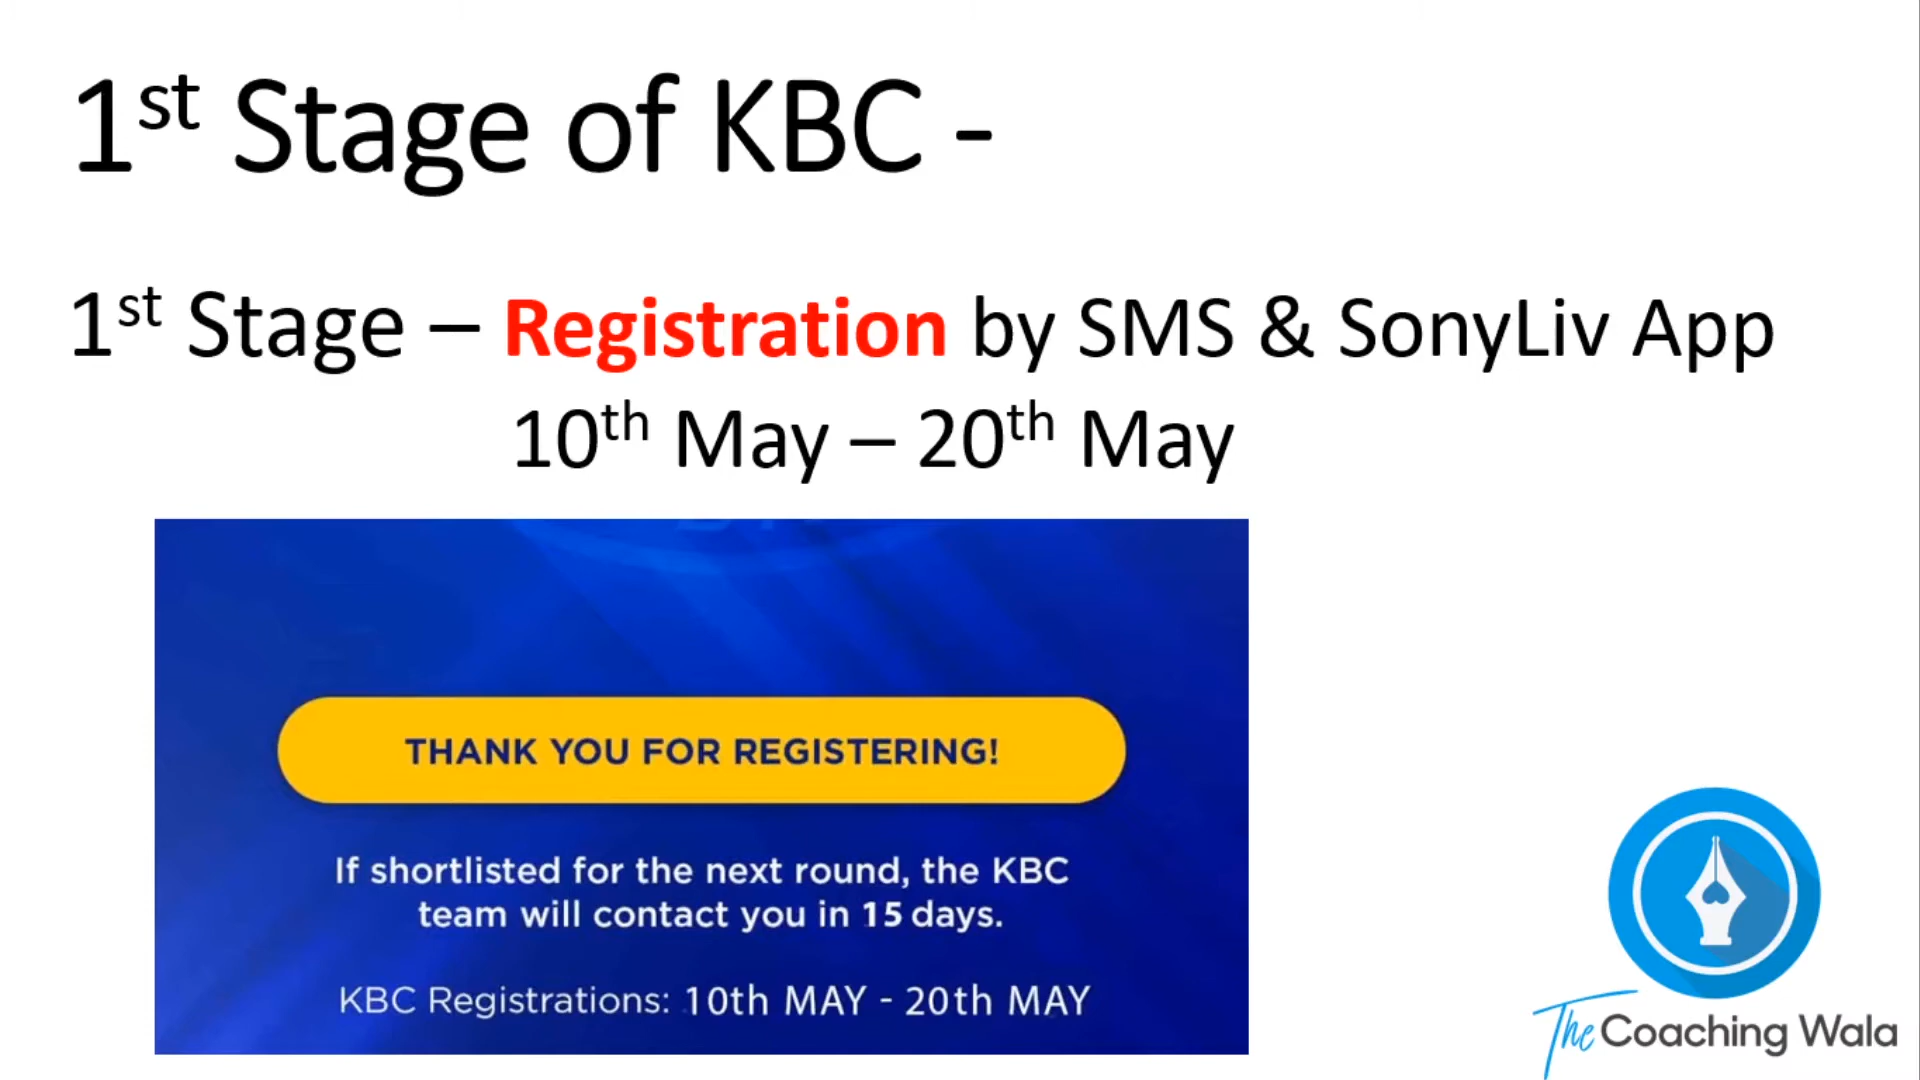 1st Stage of KBC -
1st Stage – Registration by SMS & SonyLiv App
10th May – 20th May
THANK YOU FOR REGISTERING!
If shortlisted for the next round, the KBC
team will contact you in 15 days.
KBC Registrations: 10th MAY - 20th MAY
The Coaching Wala